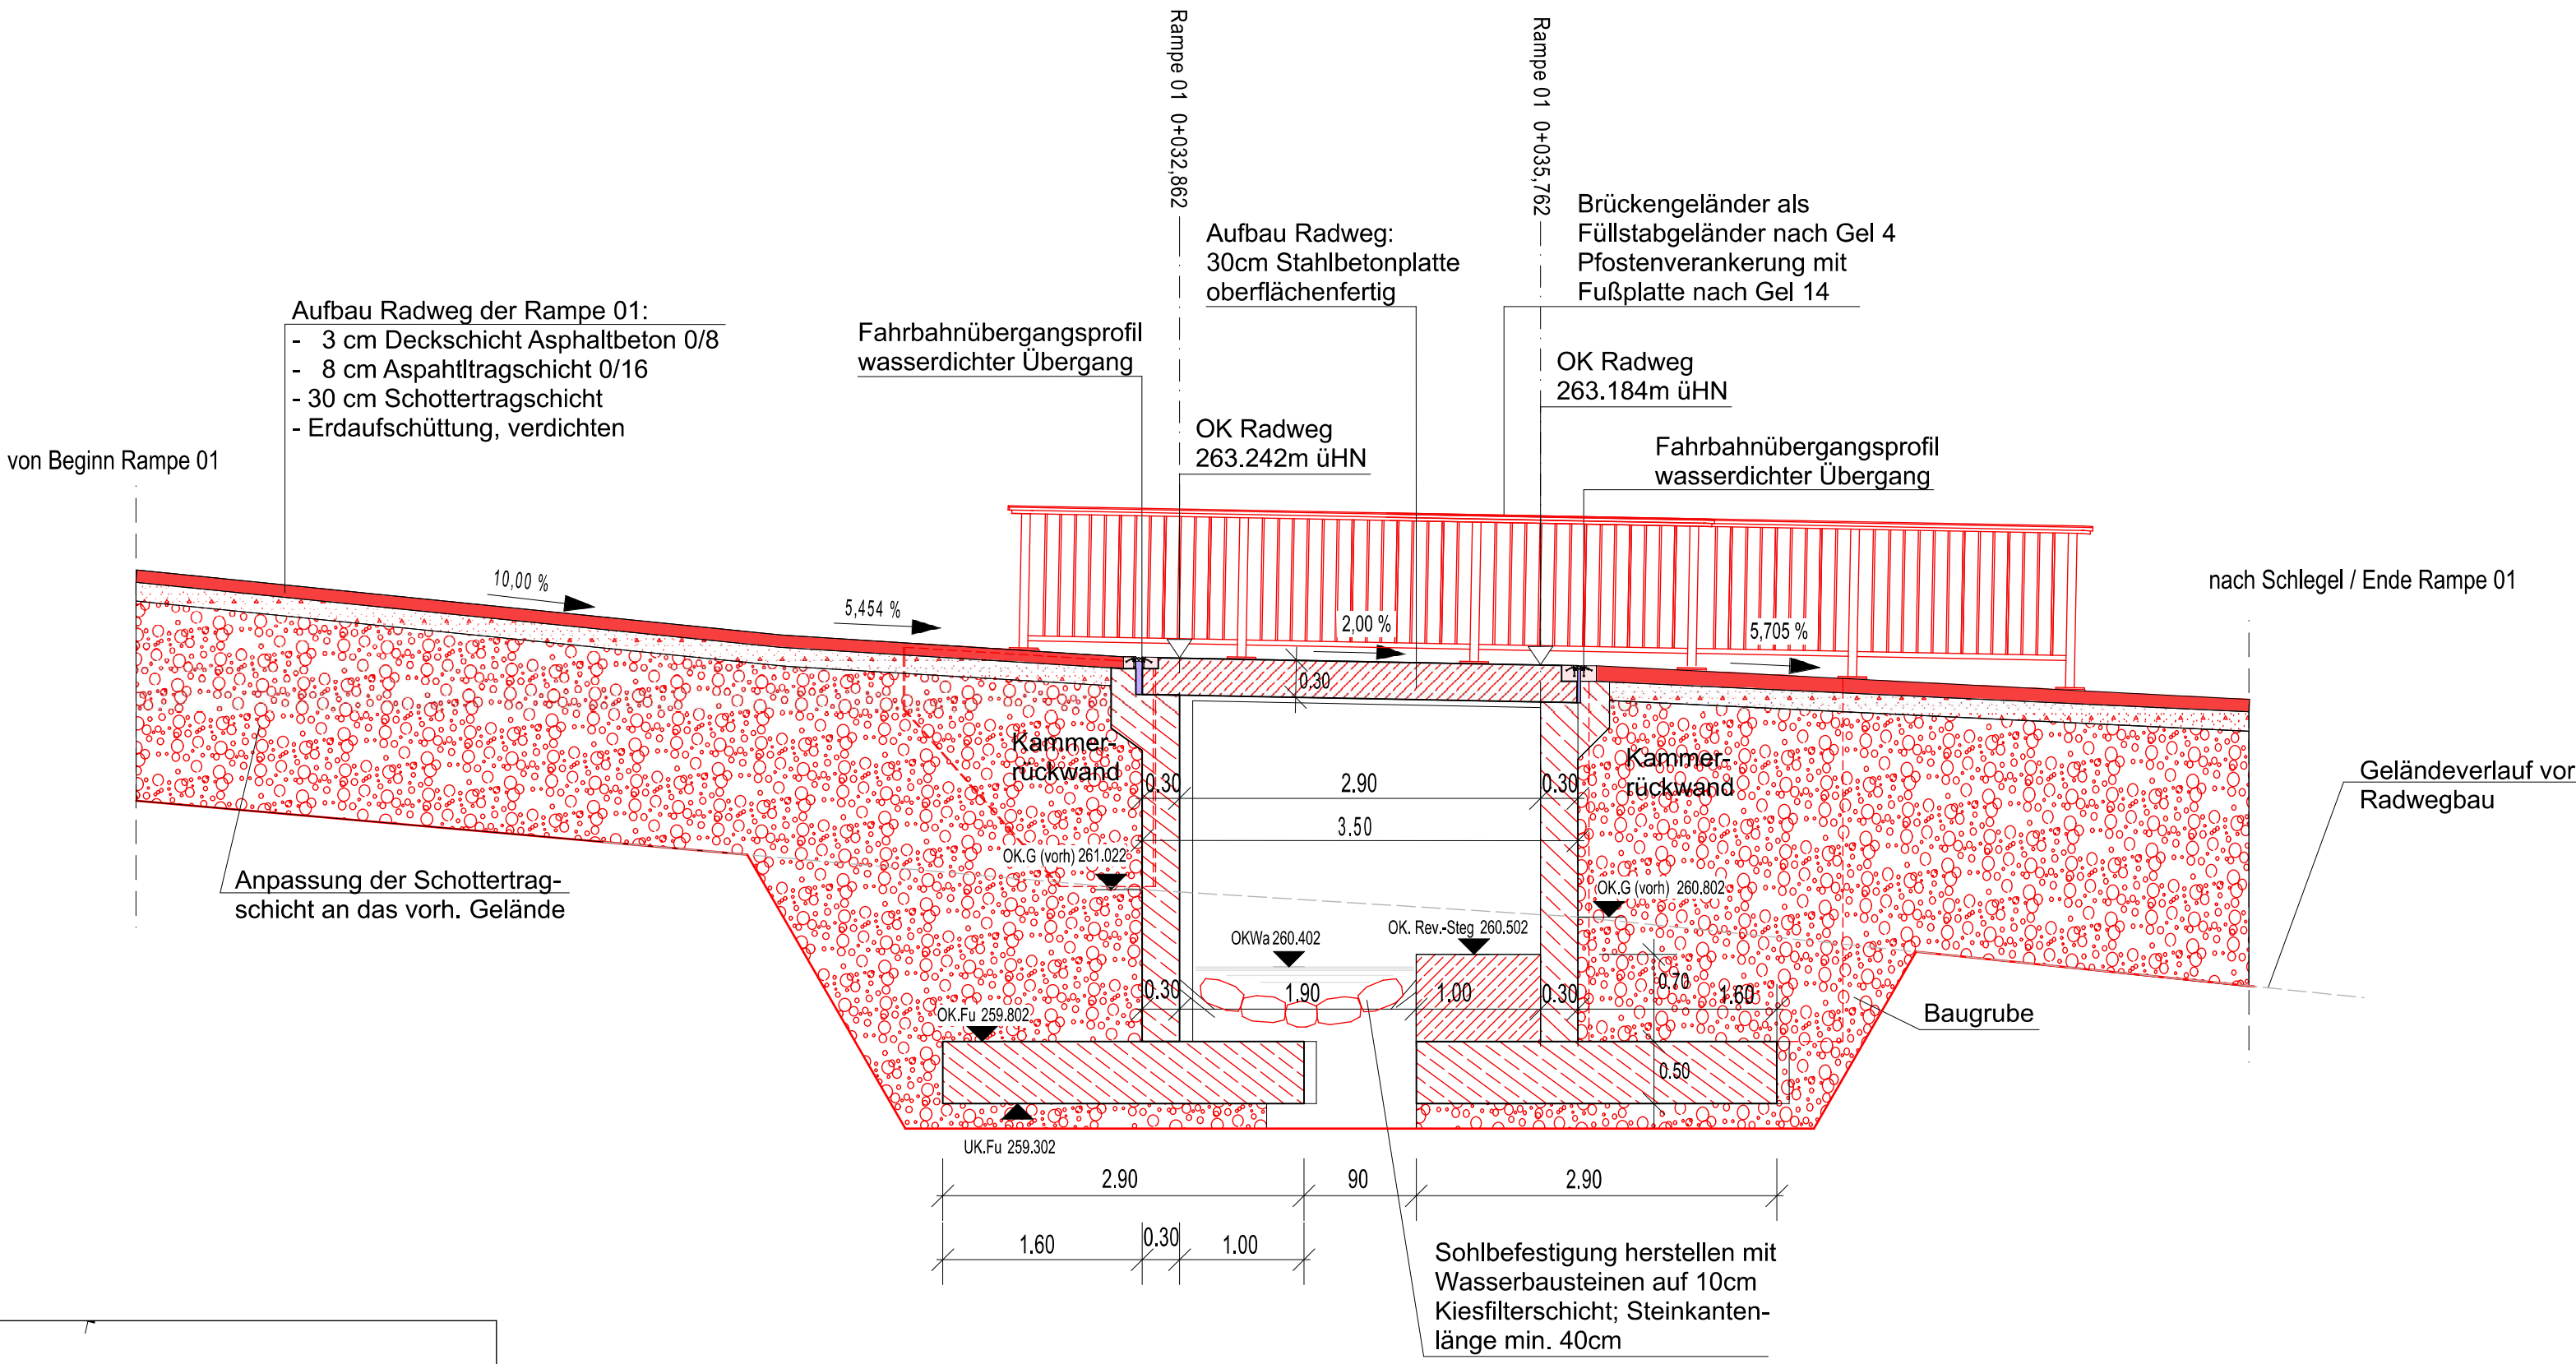 Rampe 01 0+032,862
Rampe 01 0+035,762
Brückengeländer als
Füllstabgeländer nach Gel 4
Pfostenverankerung mit
Fußplatte nach Gel 14
Aufbau Radweg:
30cm Stahlbetonplatte
oberflächenfertig
Aufbau Radweg der Rampe 01:
- 3 cm Deckschicht Asphaltbeton 0/8
- 8 cm Aspahtltragschicht 0/16
- 30 cm Schottertragschicht
- Erdaufschüttung, verdichten
Fahrbahnübergangsprofil
wasserdichter Übergang
OK Radweg
263.184m üHN
OK Radweg
263.242m üHN
Fahrbahnübergangsprofil
wasserdichter Übergang
von Beginn Rampe 01
nach Schlegel / Ende Rampe 01
10,00 %
5,454 %
2,00 %
5,705 %
0.30
Kammer-
rückwand
Kammer-
rückwand
0.30
2.90
0.30
3.50
Geländeverlauf vor
Radwegbau
OK.G (vorh) 261.022
OK.G (vorh) 260.802
Anpassung der Schottertrag-
schicht an das vorh. Gelände
OKWa 260.402
OK. Rev.-Steg 260.502
0.30
1.90
1.00
0.30
0.70
1.60
OK.Fu 259.802
Baugrube
0.50
UK.Fu 259.302
2.90
90
2.90
1.60
0.30
1.00
Sohlbefestigung herstellen mit
Wasserbausteinen auf 10cm
Kiesfilterschicht; Steinkanten-
länge min. 40cm